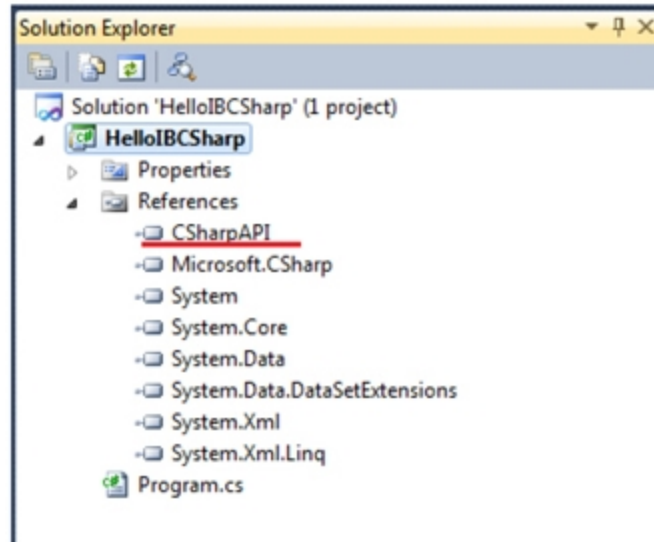 Solution Explorer
Solution 'HelloIBCSharp' (1 project)
HelloIBCSharp
Properties
References
CSharpAPI
Microsoft.CSharp
System
System.Core
System.Data
System.Data.DataSetExtensions
System.Xml
System.Xml.Linq
Program.cs